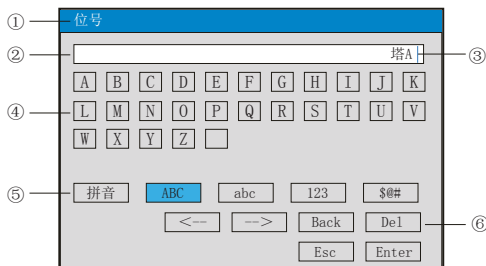 ① 位号
② 塔A ③
A B C D E F G H I J K
④ L M N O P Q R S T U V
W X Y Z
⑤ 拼音 ABC abc 123 $@#
<-- --> Back Del ⑥
Esc Enter